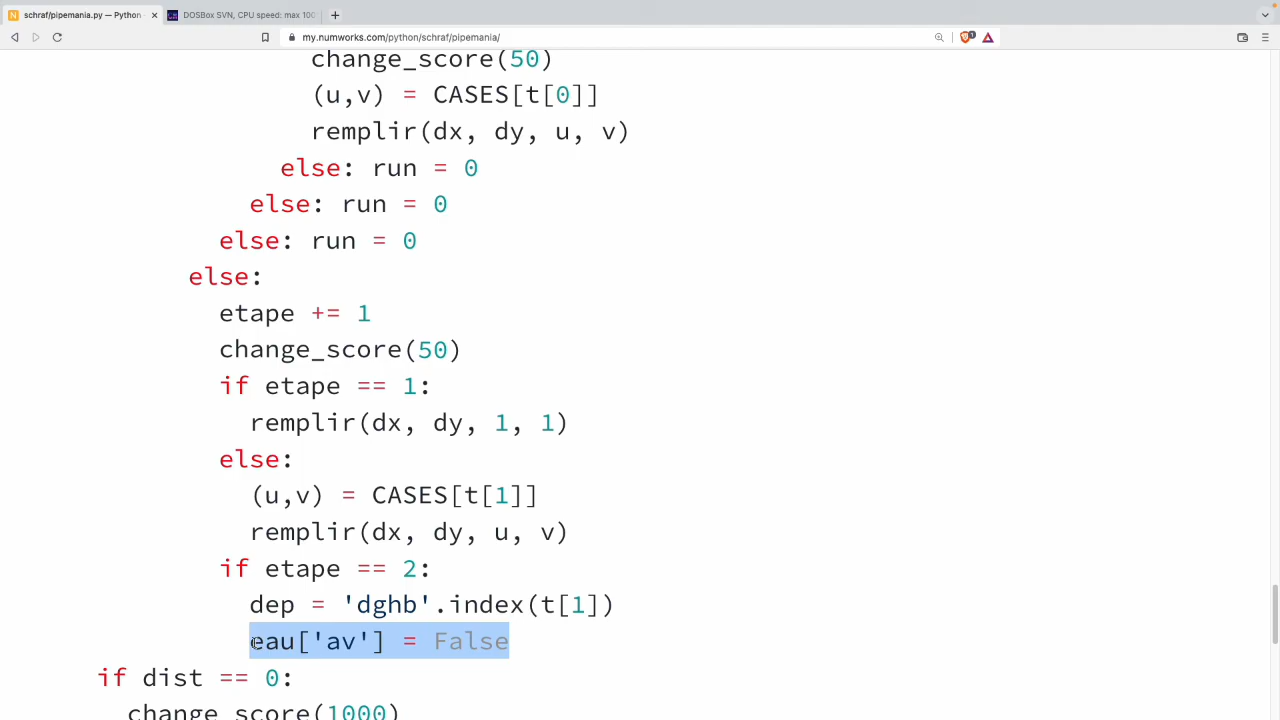 schraf/pipemania.py — Python
DOSBox SVN, CPU speed: max 100
my.numworks.com/python/schraf/pipemania/
change_score(50)
(u,v) = CASES[t[0]]
remplir(dx, dy, u, v)
else: run = 0
else: run = 0
else: run = 0
else:
etape += 1
change_score(50)
if etape == 1:
remplir(dx, dy, 1, 1)
else:
(u,v) = CASES[t[1]]
remplir(dx, dy, u, v)
if etape == 2:
dep = 'dghb'.index(t[1])
eau['av'] = False
if dist == 0:
change_score(1000)